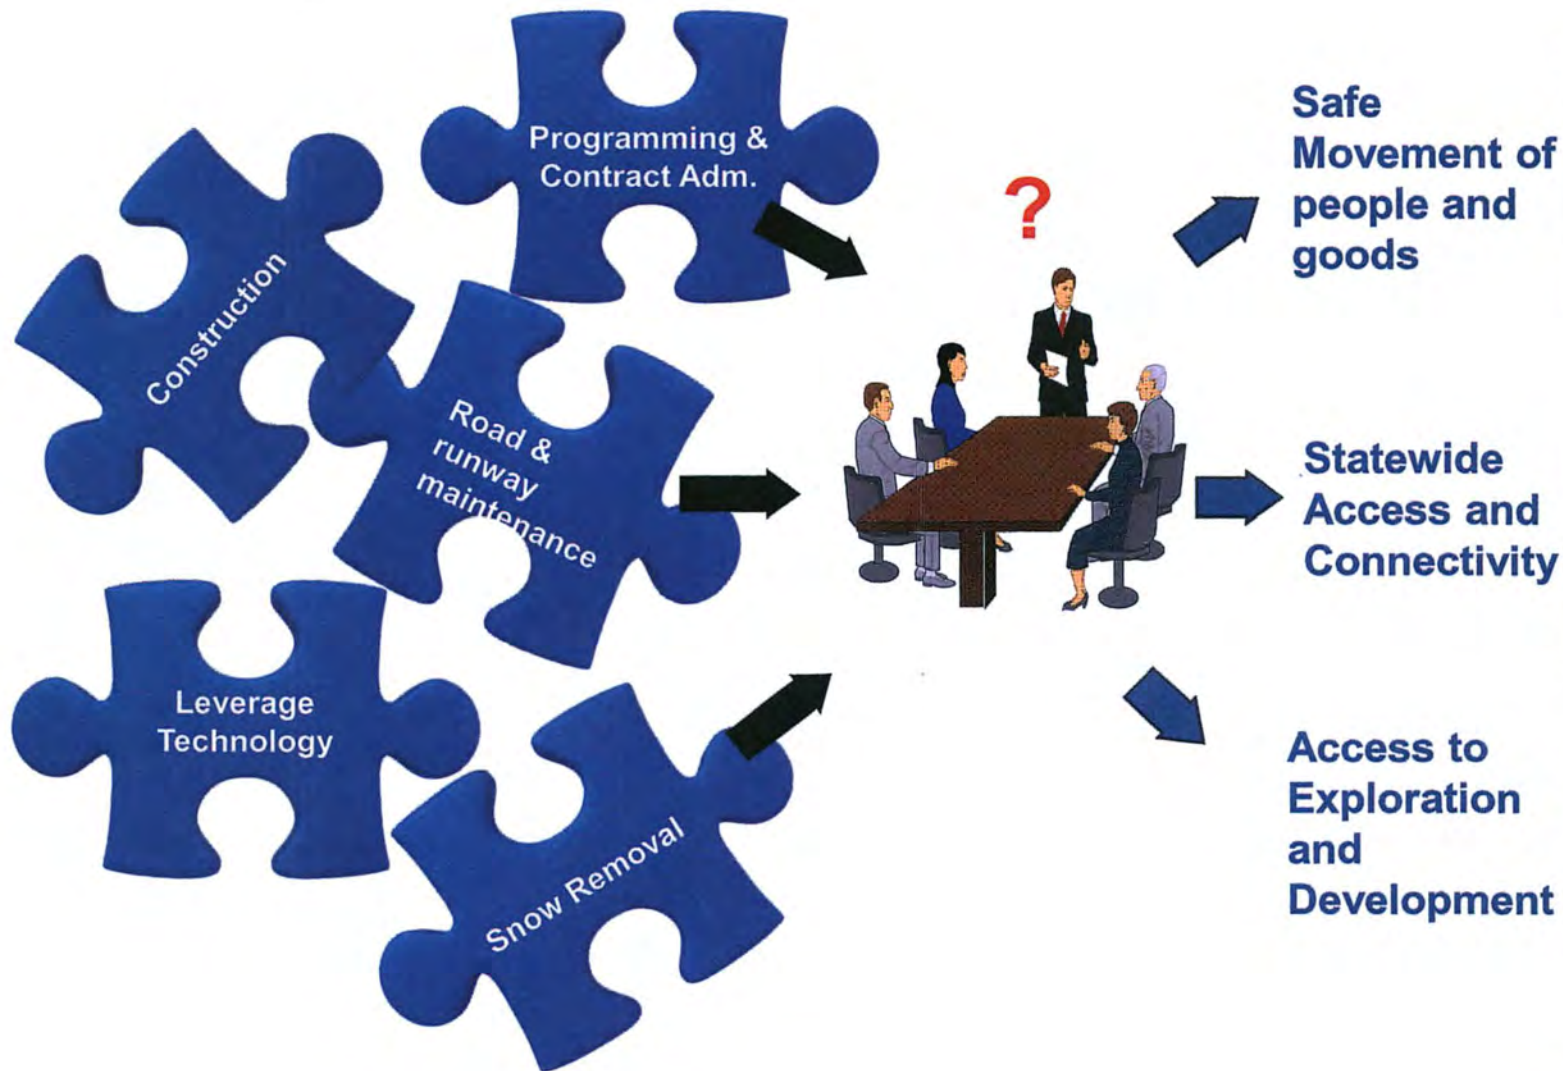 Programming &
Contract Adm.
Construction
Road &
runway
maintenance
Leverage
Technology
Snow Removal
?
Safe
Movement of
people and
goods
Statewide
Access and
Connectivity
Access to
Exploration
and
Development